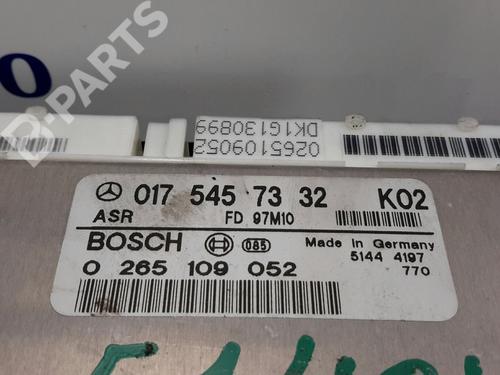 B-PARTS
0265109052
DK1G130899
017 545 73 32 K02
ASR FD 97M10
BOSCH 085 Made in Germany
5144 4197
0 265 109 052 770